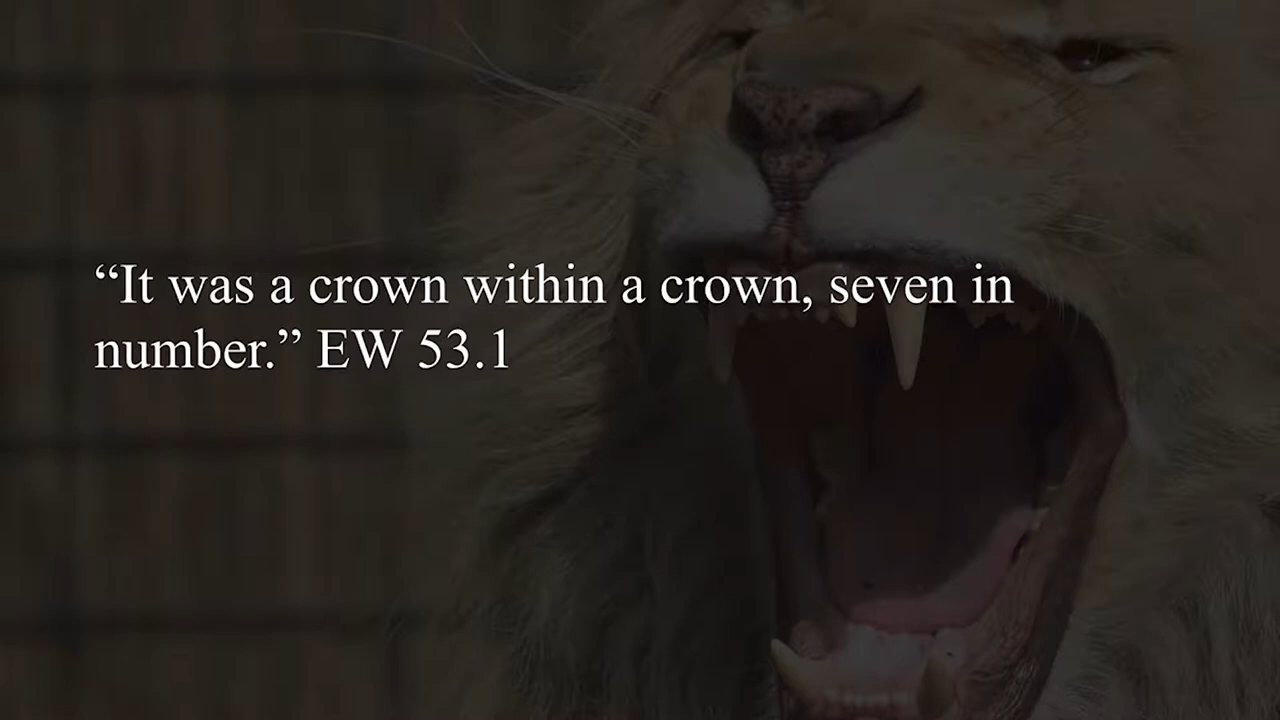 “It was a crown within a crown, seven in
number.” EW 53.1